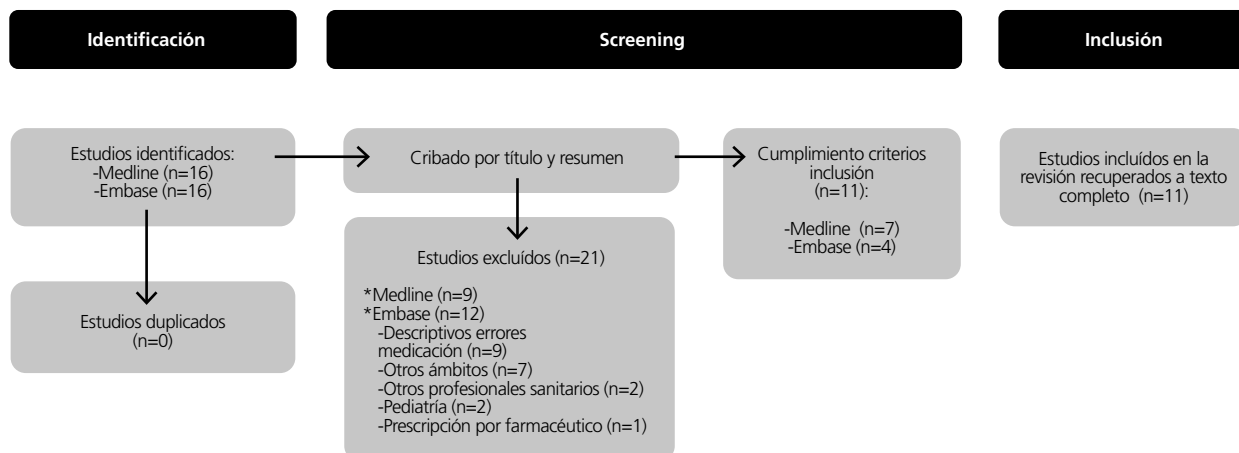 Identificación
Screening
Inclusión
Estudios identificados:
-Medline (n=16)
-Embase (n=16)
Estudios duplicados
(n=0)
Cribado por título y resumen
Estudios excluídos (n=21)
*Medline (n=9)
*Embase (n=12)
-Descriptivos errores
medicación (n=9)
-Otros ámbitos (n=7)
-Otros profesionales sanitarios (n=2)
-Pediatría (n=2)
-Prescripción por farmacéutico (n=1)
Cumplimiento criterios
inclusión
(n=11):
-Medline (n=7)
-Embase (n=4)
Estudios incluídos en la
revisión recuperados a texto
completo (n=11)